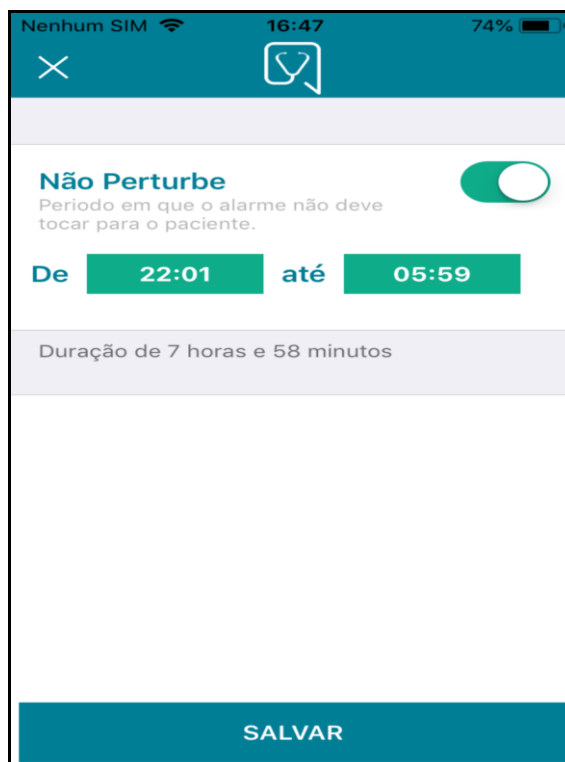 Nenhum SIM 16:47 74%
Não Perturbe
Periodo em que o alarme não deve
tocar para o paciente.
De 22:01 até 05:59
Duração de 7 horas e 58 minutos
SALVAR